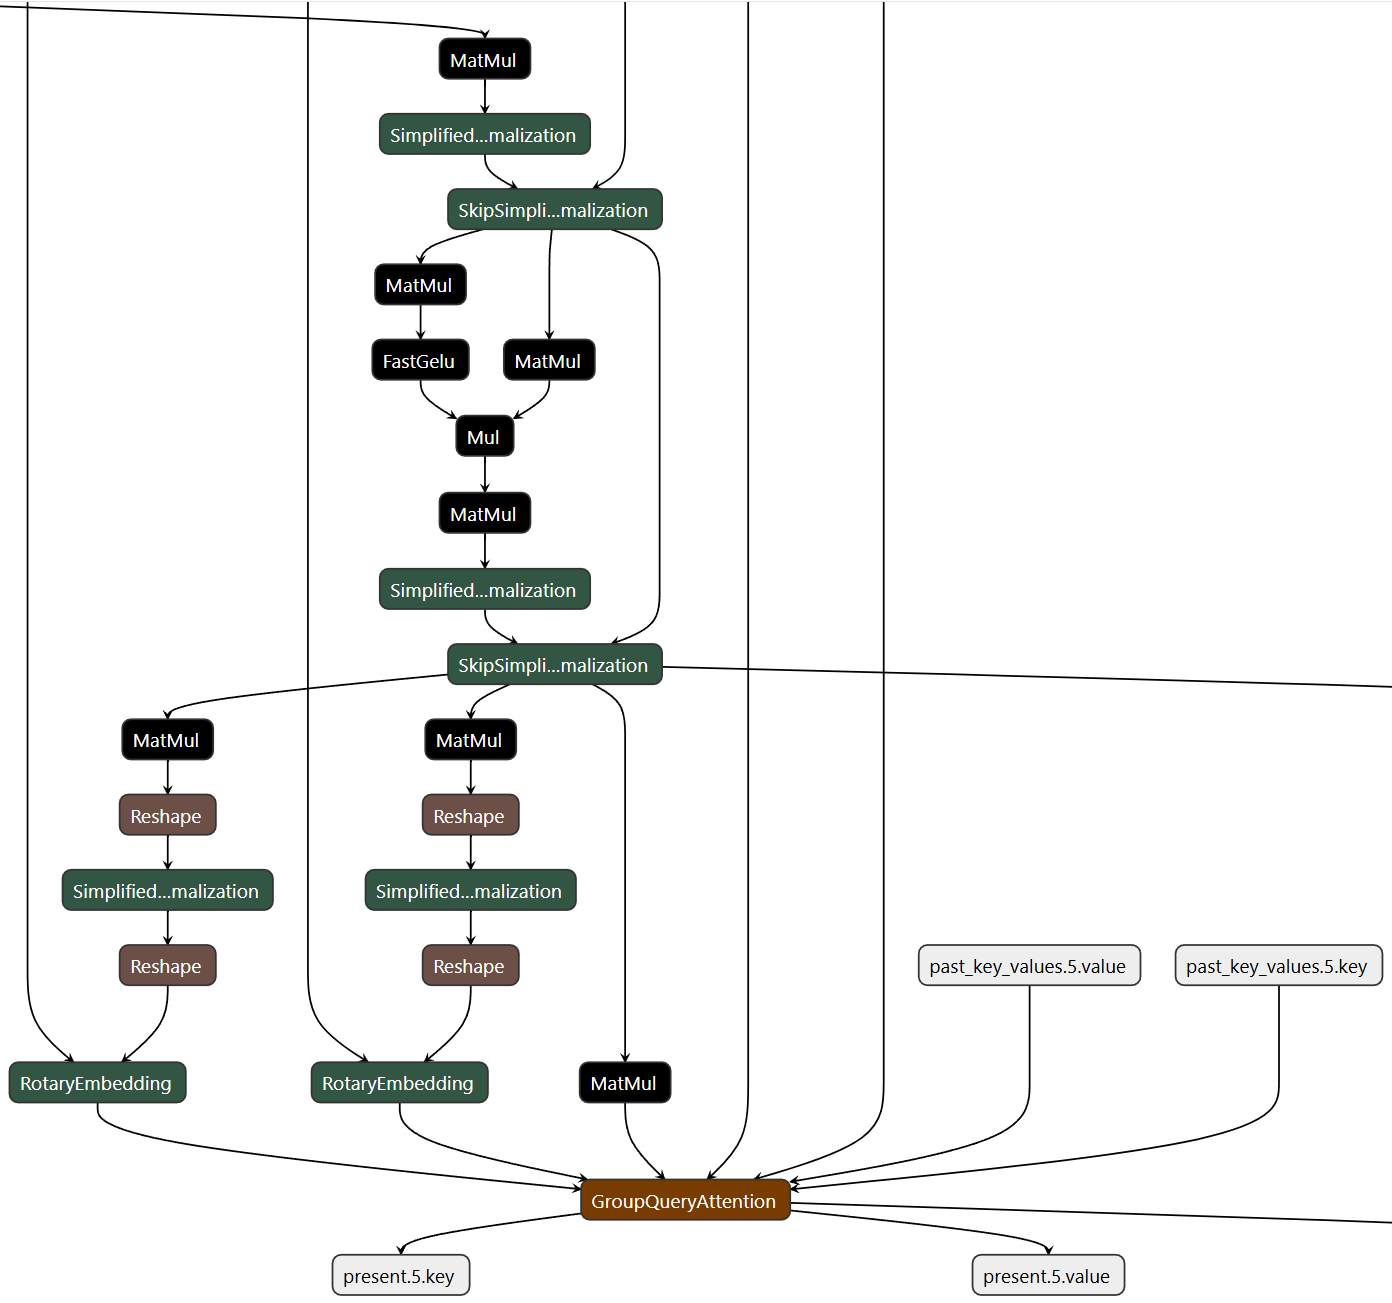 MatMul
Simplified...malization
SkipSimpli...malization
MatMul
FastGelu
MatMul
Mul
MatMul
Simplified...malization
SkipSimpli...malization
MatMul
MatMul
Reshape
Reshape
Simplified...malization
Simplified...malization
Reshape
Reshape
past_key_values.5.value
past_key_values.5.key
RotaryEmbedding
RotaryEmbedding
MatMul
GroupQueryAttention
present.5.key
present.5.value